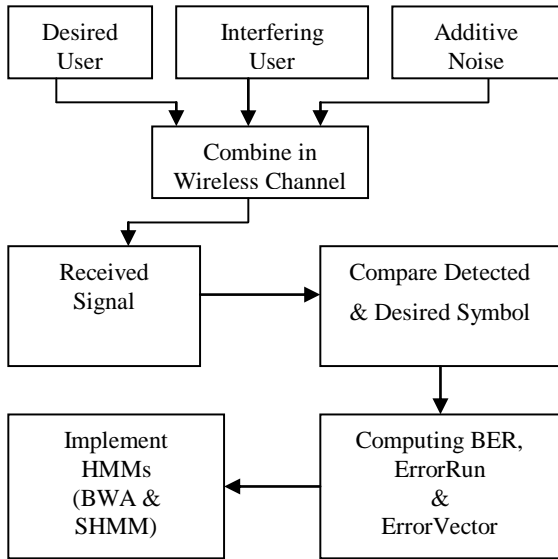 Desired
User
Interfering
User
Additive
Noise
Combine in
Wireless Channel
Received
Signal
Compare Detected
& Desired Symbol
Implement
HMMs
(BWA &
SHMM)
Computing BER,
ErrorRun
&
ErrorVector